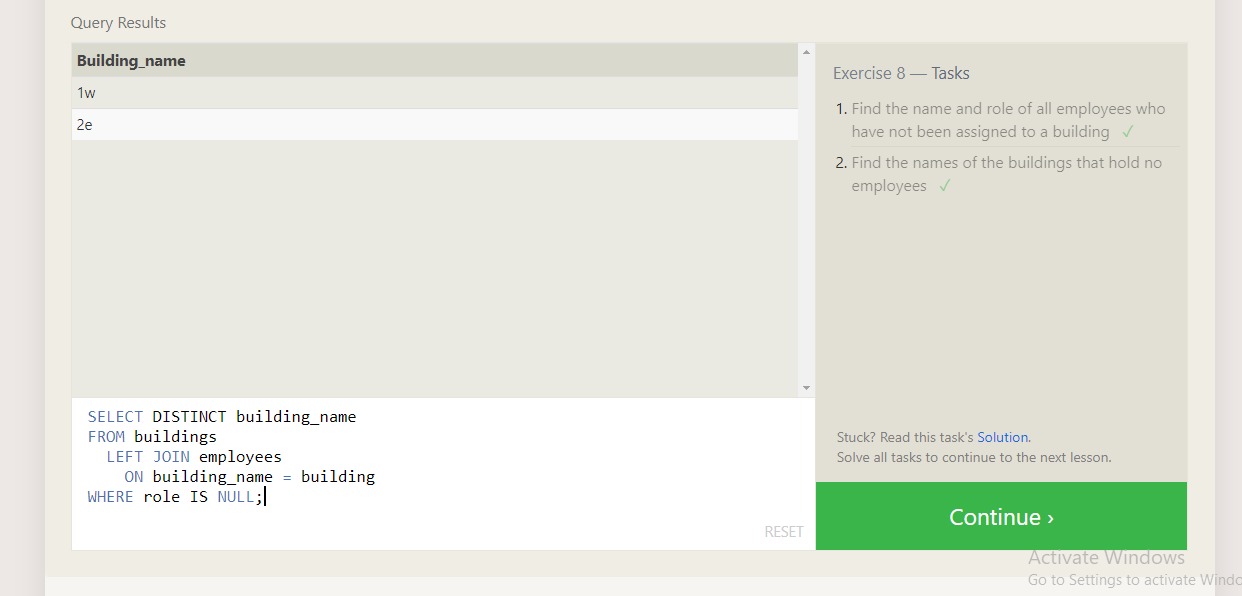 Query Results
Building_name
1w
2e
SELECT DISTINCT building_name
FROM buildings
LEFT JOIN employees
ON building_name = building
WHERE role IS NULL;
RESET
Exercise 8 — Tasks
1. Find the name and role of all employees who
have not been assigned to a building ✓
2. Find the names of the buildings that hold no
employees ✓
Stuck? Read this task's Solution.
Solve all tasks to continue to the next lesson.
Continue ›
Activate Windows
Go to Settings to activate Windo